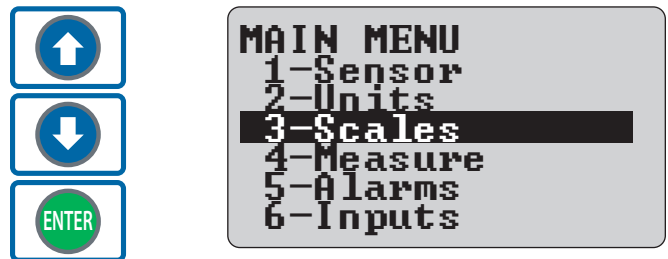 MAIN MENU
1-Sensor
2-Units
3-Scales
4-Measure
5-Alarms
6-Inputs
ENTER